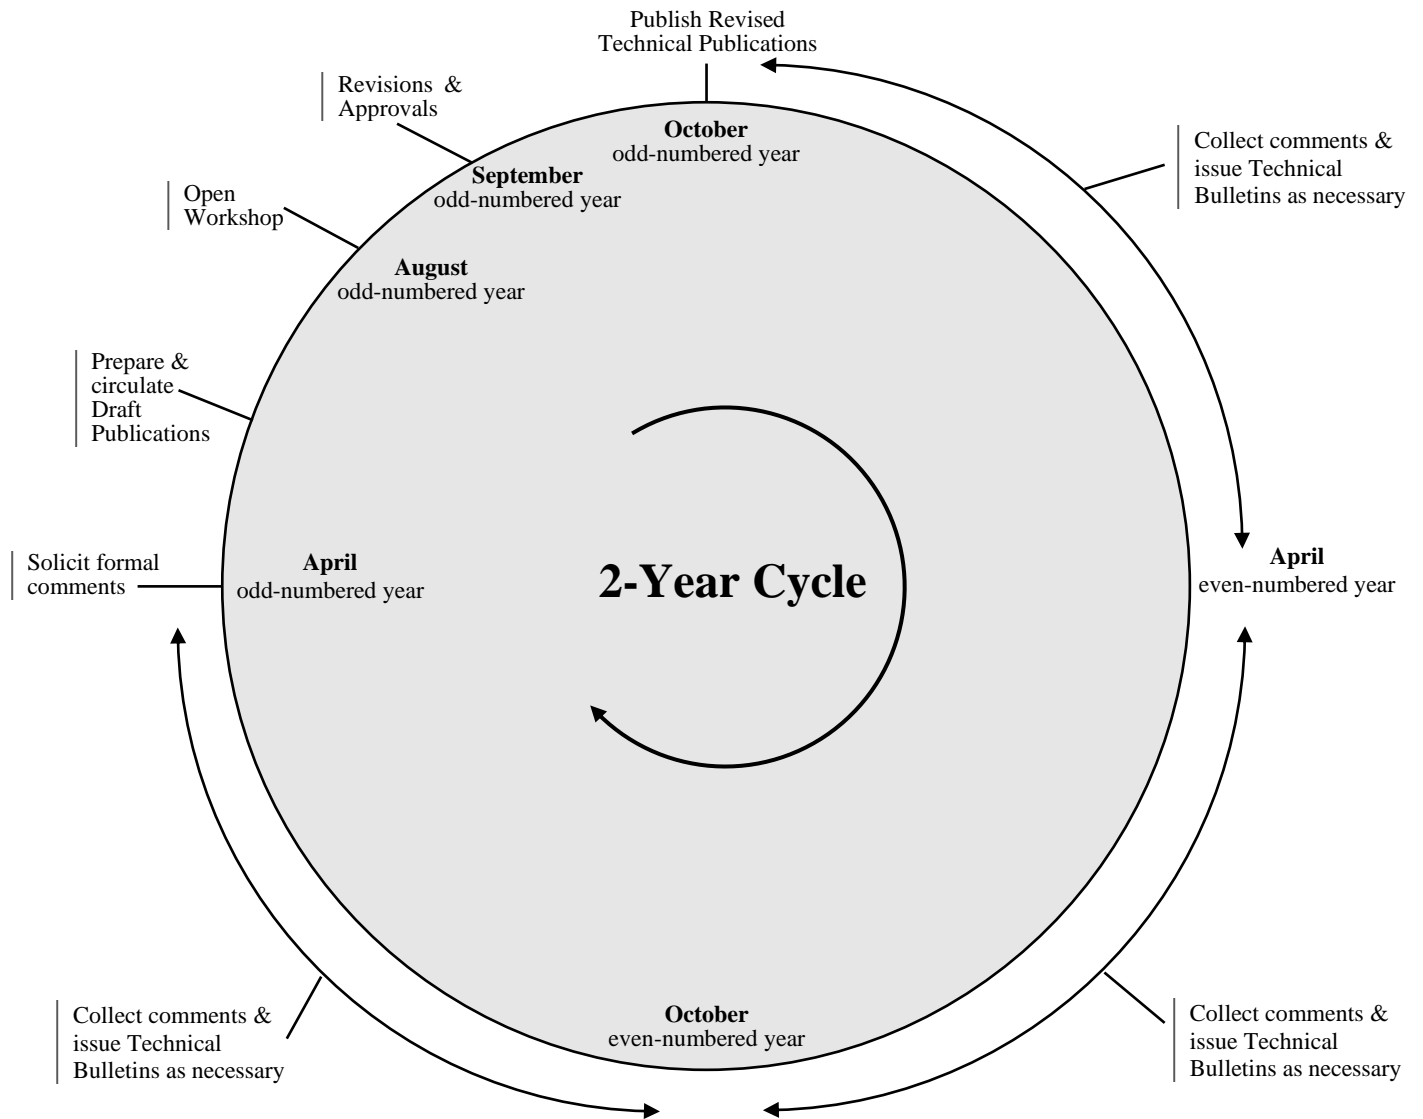 Publish Revised
Technical Publications
Revisions &
Approvals
October
odd-numbered year
Collect comments &
issue Technical
Bulletins as necessary
September
odd-numbered year
Open
Workshop
August
odd-numbered year
Prepare &
circulate
Draft
Publications
Solicit formal
comments
April
odd-numbered year
2-Year Cycle
April
even-numbered year
Collect comments &
issue Technical
Bulletins as necessary
October
even-numbered year
Collect comments &
issue Technical
Bulletins as necessary